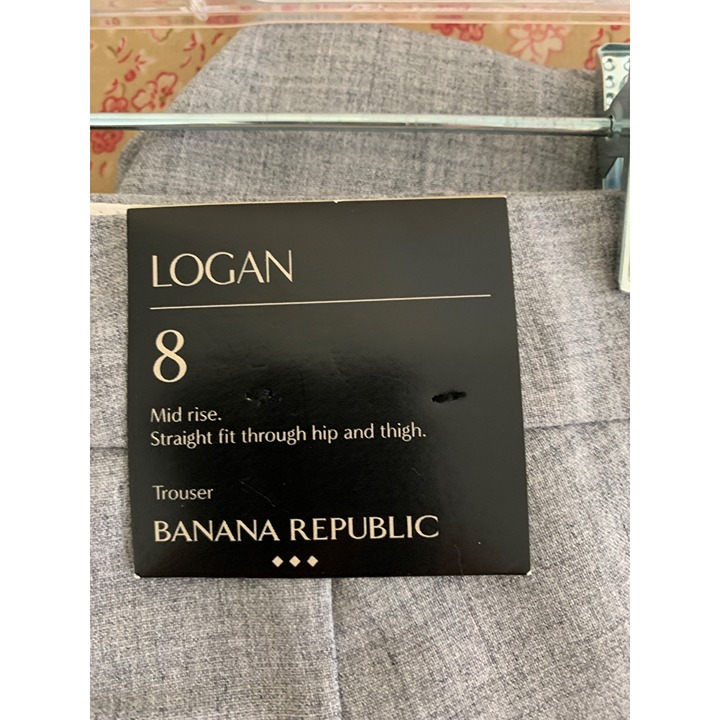 LOGAN
8
Mid rise.
Straight fit through hip and thigh.
Trouser
BANANA REPUBLIC